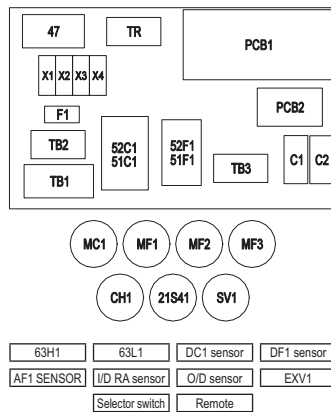 47
TR
PCB1
X1 X2 X3 X4
PCB2
F1
52C1
51C1
52F1
51F1
TB2
C1 C2
TB3
TB1
MC1 MF1 MF2 MF3
CH1 21S41 SV1
63H1 63L1 DC1 sensor DF1 sensor
AF1 SENSOR I/D RA sensor O/D sensor EXV1
Selector switch Remote